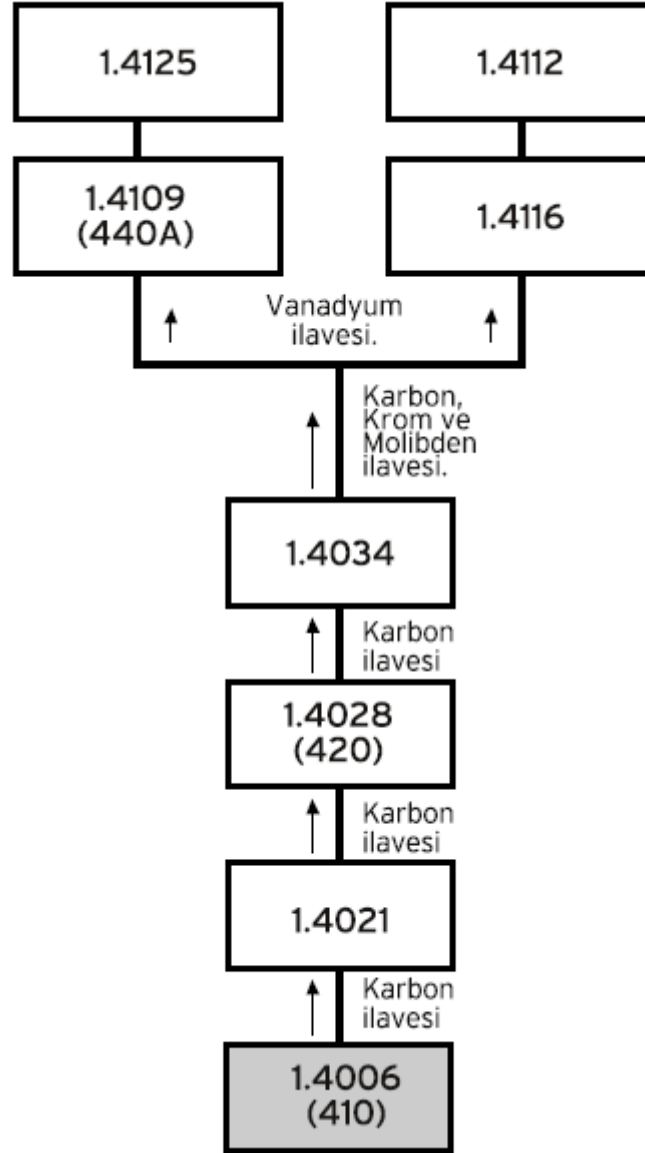 1.4125
1.4112
1.4109
(440A)
1.4116
Vanadyum
ilavesi.
Karbon,
Krom ve
Molibden
ilavesi.
1.4034
Karbon
ilavesi
1.4028
(420)
Karbon
ilavesi
1.4021
Karbon
ilavesi
1.4006
(410)